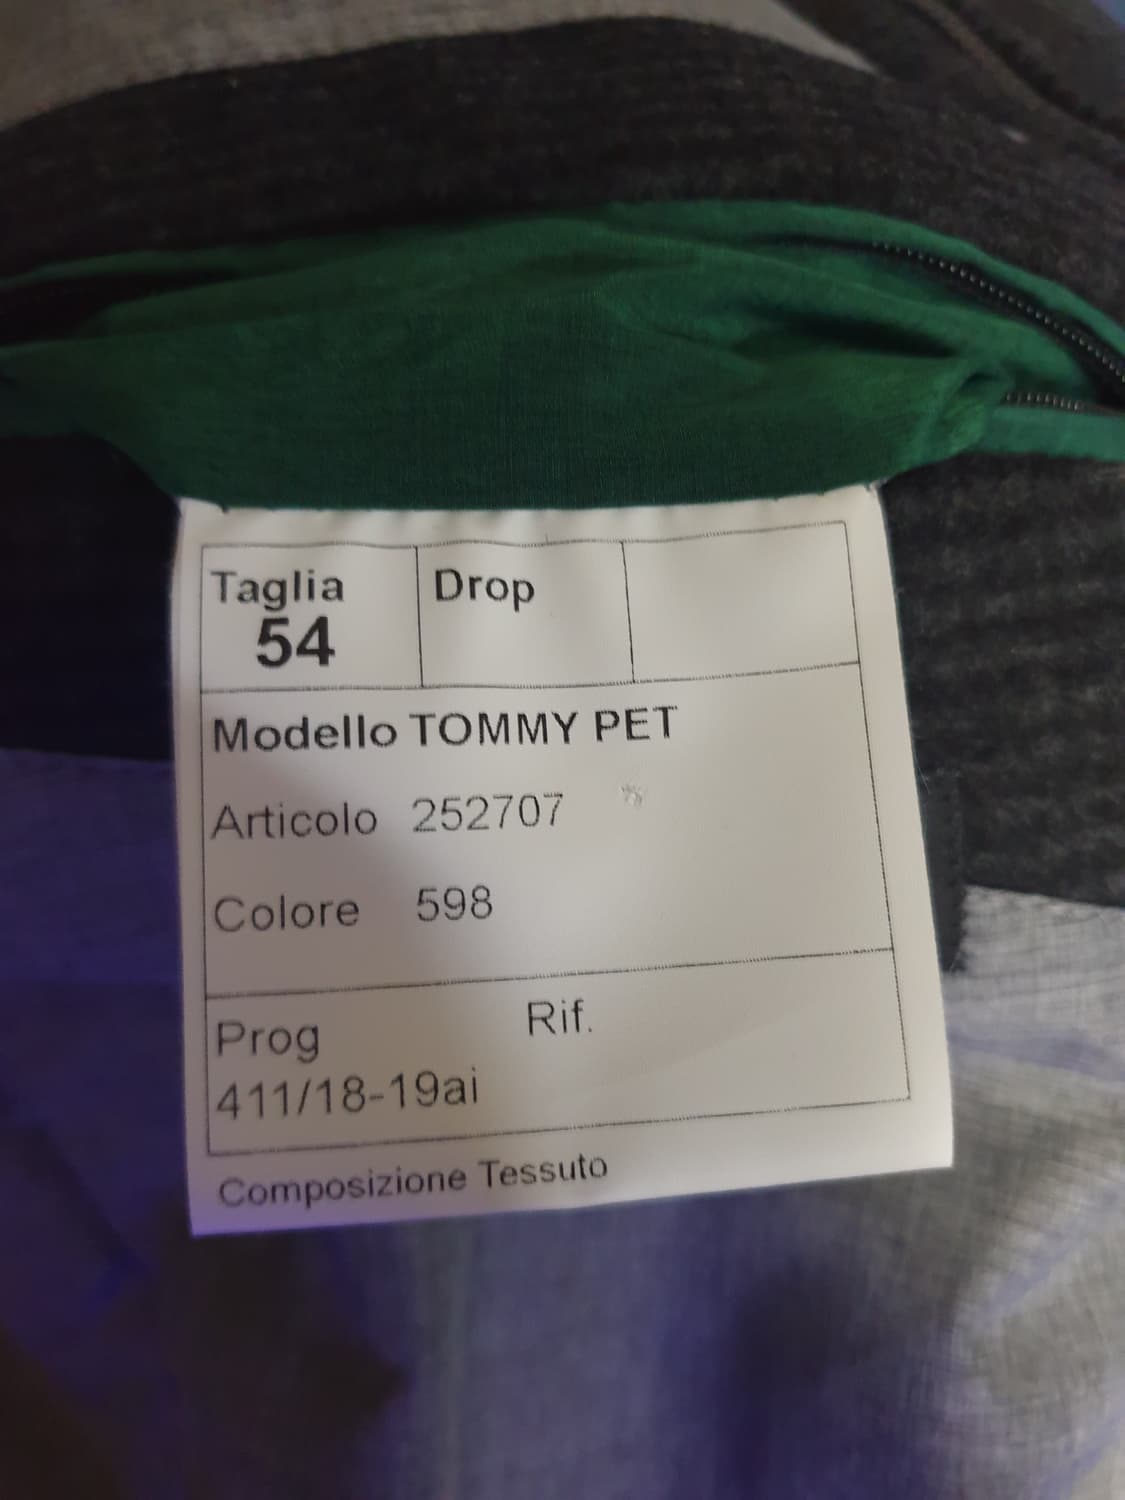 Taglia Drop
54
Modello TOMMY PET
Articolo 252707
Colore 598
Prog Rif.
411/18-19ai
Composizione Tessuto